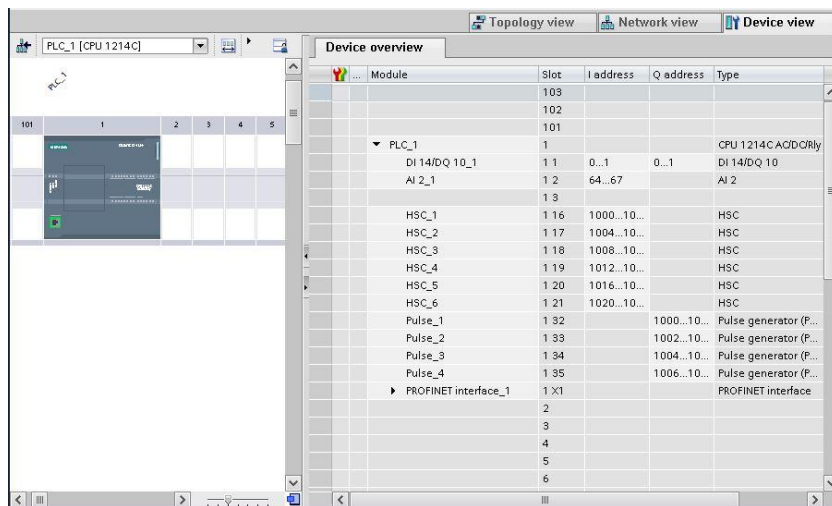 Topology view Network view Device view
PLC_1 [CPU 1214C]
Device overview
... Module Slot I address Q address Type
103
102
101
PLC_1 1 CPU 1214C AC/DC/Rly
DI 14/DQ 10_1 1 1 0...1 0...1 DI 14/DQ 10
AI 2_1 1 2 64...67 AI 2
1 3
HSC_1 1 16 1000...10... HSC
HSC_2 1 17 1004...10... HSC
HSC_3 1 18 1008...10... HSC
HSC_4 1 19 1012...10... HSC
HSC_5 1 20 1016...10... HSC
HSC_6 1 21 1020...10... HSC
Pulse_1 1 32 1000...10... Pulse generator (P...
Pulse_2 1 33 1002...10... Pulse generator (P...
Pulse_3 1 34 1004...10... Pulse generator (P...
Pulse_4 1 35 1006...10... Pulse generator (P...
PROFINET interface_1 1 X1 PROFINET interface
2
3
4
5
6
PLC_1
101 1 2 3 4 5